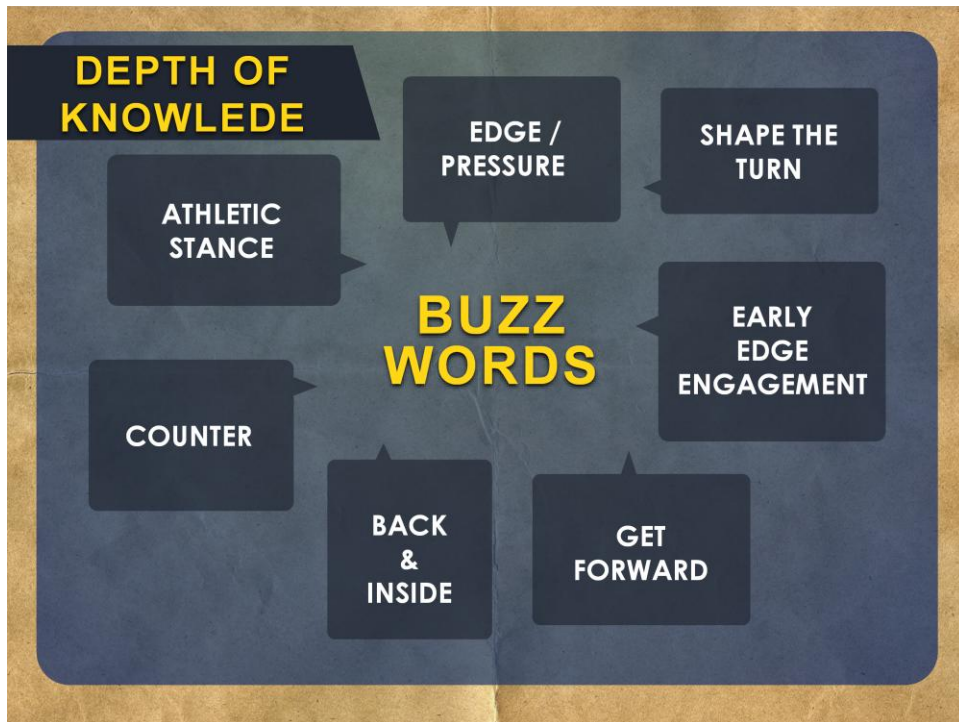 DEPTH OF
KNOWLEDE
EDGE /
PRESSURE
SHAPE THE
TURN
ATHLETIC
STANCE
BUZZ
WORDS
EARLY
EDGE
ENGAGEMENT
COUNTER
BACK
&
INSIDE
GET
FORWARD